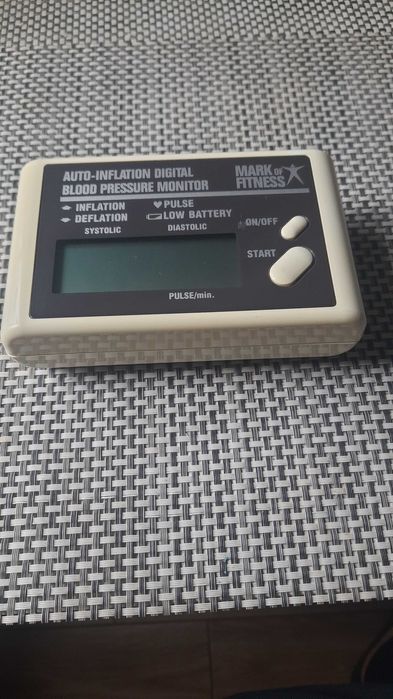 AUTO-INFLATION DIGITAL
BLOOD PRESSURE MONITOR
MARK OF
FITNESS
INFLATION
DEFLATION
PULSE
LOW BATTERY
SYSTOLIC
DIASTOLIC
ON/OFF
START
PULSE/min.